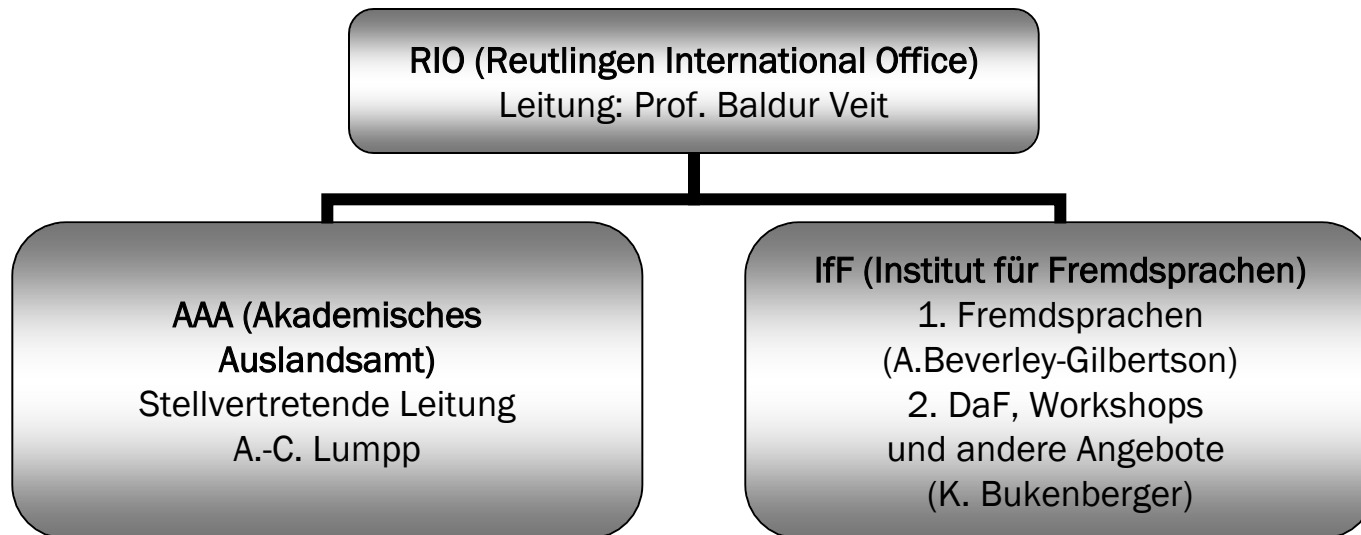 RIO (Reutlingen International Office)
Leitung: Prof. Baldur Veit
AAA (Akademisches
Auslandsamt)
Stellvertretende Leitung
A.-C. Lumpp
IfF (Institut für Fremdsprachen)
1. Fremdsprachen
(A.Beverley-Gilbertson)
2. DaF, Workshops
und andere Angebote
(K. Bukenberger)